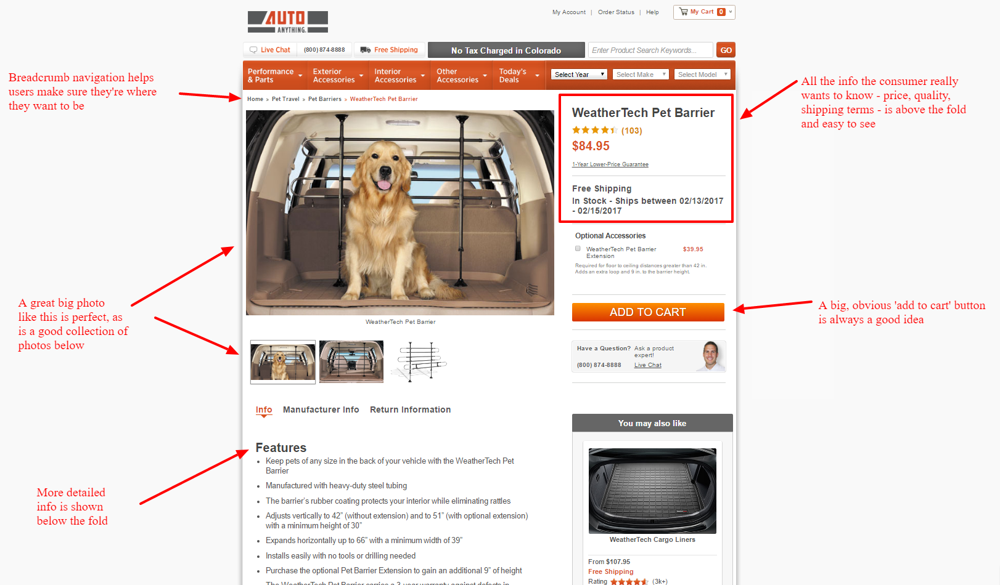 AUTO
ANYTHING.
My Account | Order Status | Help
My Cart 0
Live Chat
(800) 874-8888
Free Shipping
No Tax Charged in Colorado
Enter Product Search Keywords...
GO
Performance
& Parts
Exterior
Accessories
Interior
Accessories
Other
Accessories
Today's
Deals
Select Year
Select Make
Select Model
Home » Pet Travel » Pet Barriers » WeatherTech Pet Barrier
Breadcrumb navigation helps
users make sure they're where
they want to be
All the info the consumer really
wants to know - price, quality,
shipping terms - is above the fold
and easy to see
WeatherTech Pet Barrier
(103)
$84.95
1-Year Lower-Price Guarantee
Free Shipping
In Stock - Ships between 02/13/2017
- 02/15/2017
Optional Accessories
WeatherTech Pet Barrier
Extension
$39.95
Required for floor to ceiling distances greater than 42 in.
Adds an extra loop and 9 in. to the barrier height.
ADD TO CART
A big, obvious 'add to cart' button
is always a good idea
A great big photo
like this is perfect, as
is a good collection of
photos below
WeatherTech Pet Barrier
Have a Question?
(800) 874-8888
Ask a product
expert!
Live Chat
Info
Manufacturer Info
Return Information
Features
Keep pets of any size in the back of your vehicle with the WeatherTech Pet
Barrier
Manufactured with heavy-duty steel tubing
The barrier's rubber coating protects your interior while eliminating rattles
Adjusts vertically to 42” (without extension) and to 51” (with optional extension)
with a minimum height of 30”
Expands horizontally up to 66” with a minimum width of 39”
Installs easily with no tools or drilling needed
Purchase the optional Pet Barrier Extension to gain an additional 9” of height
The WeatherTech Pet Barrier carries a 3-year warranty against defects in
More detailed
info is shown
below the fold
You may also like
WeatherTech Cargo Liners
From $107.95
Free Shipping
Rating (3k+)